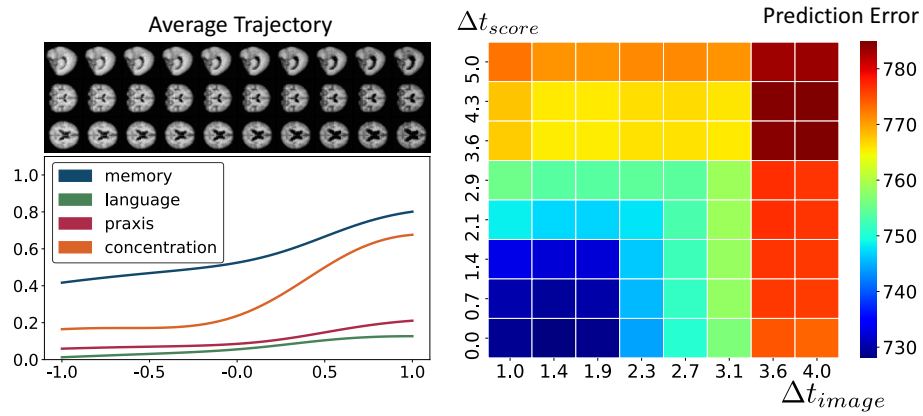 Average Trajectory
1.0
0.8
0.6
0.4
0.2
0.0
memory
language
praxis
concentration
-1.0 -0.5 -0.0 0.5 1.0
Δt_score
Prediction Error
5.0
4.3
3.6
2.9
2.1
1.4
0.7
0.0
1.0 1.4 1.9 2.3 2.7 3.1 3.6 4.0
Δt_image
780
770
760
750
740
730